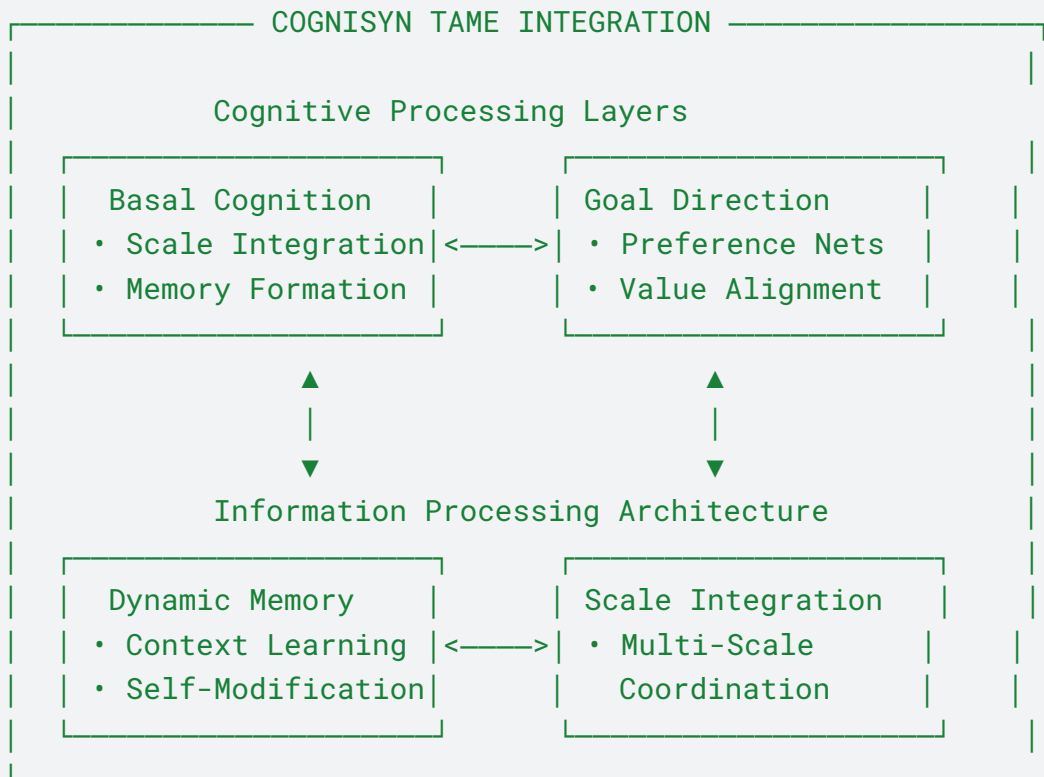 COGNISYN TAME INTEGRATION
Cognitive Processing Layers
Basal Cognition Goal Direction
• Scale Integration <————> • Preference Nets
• Memory Formation • Value Alignment
▲ ▲
▼ ▼
Information Processing Architecture
Dynamic Memory Scale Integration
• Context Learning <————> • Multi-Scale
• Self-Modification Coordination